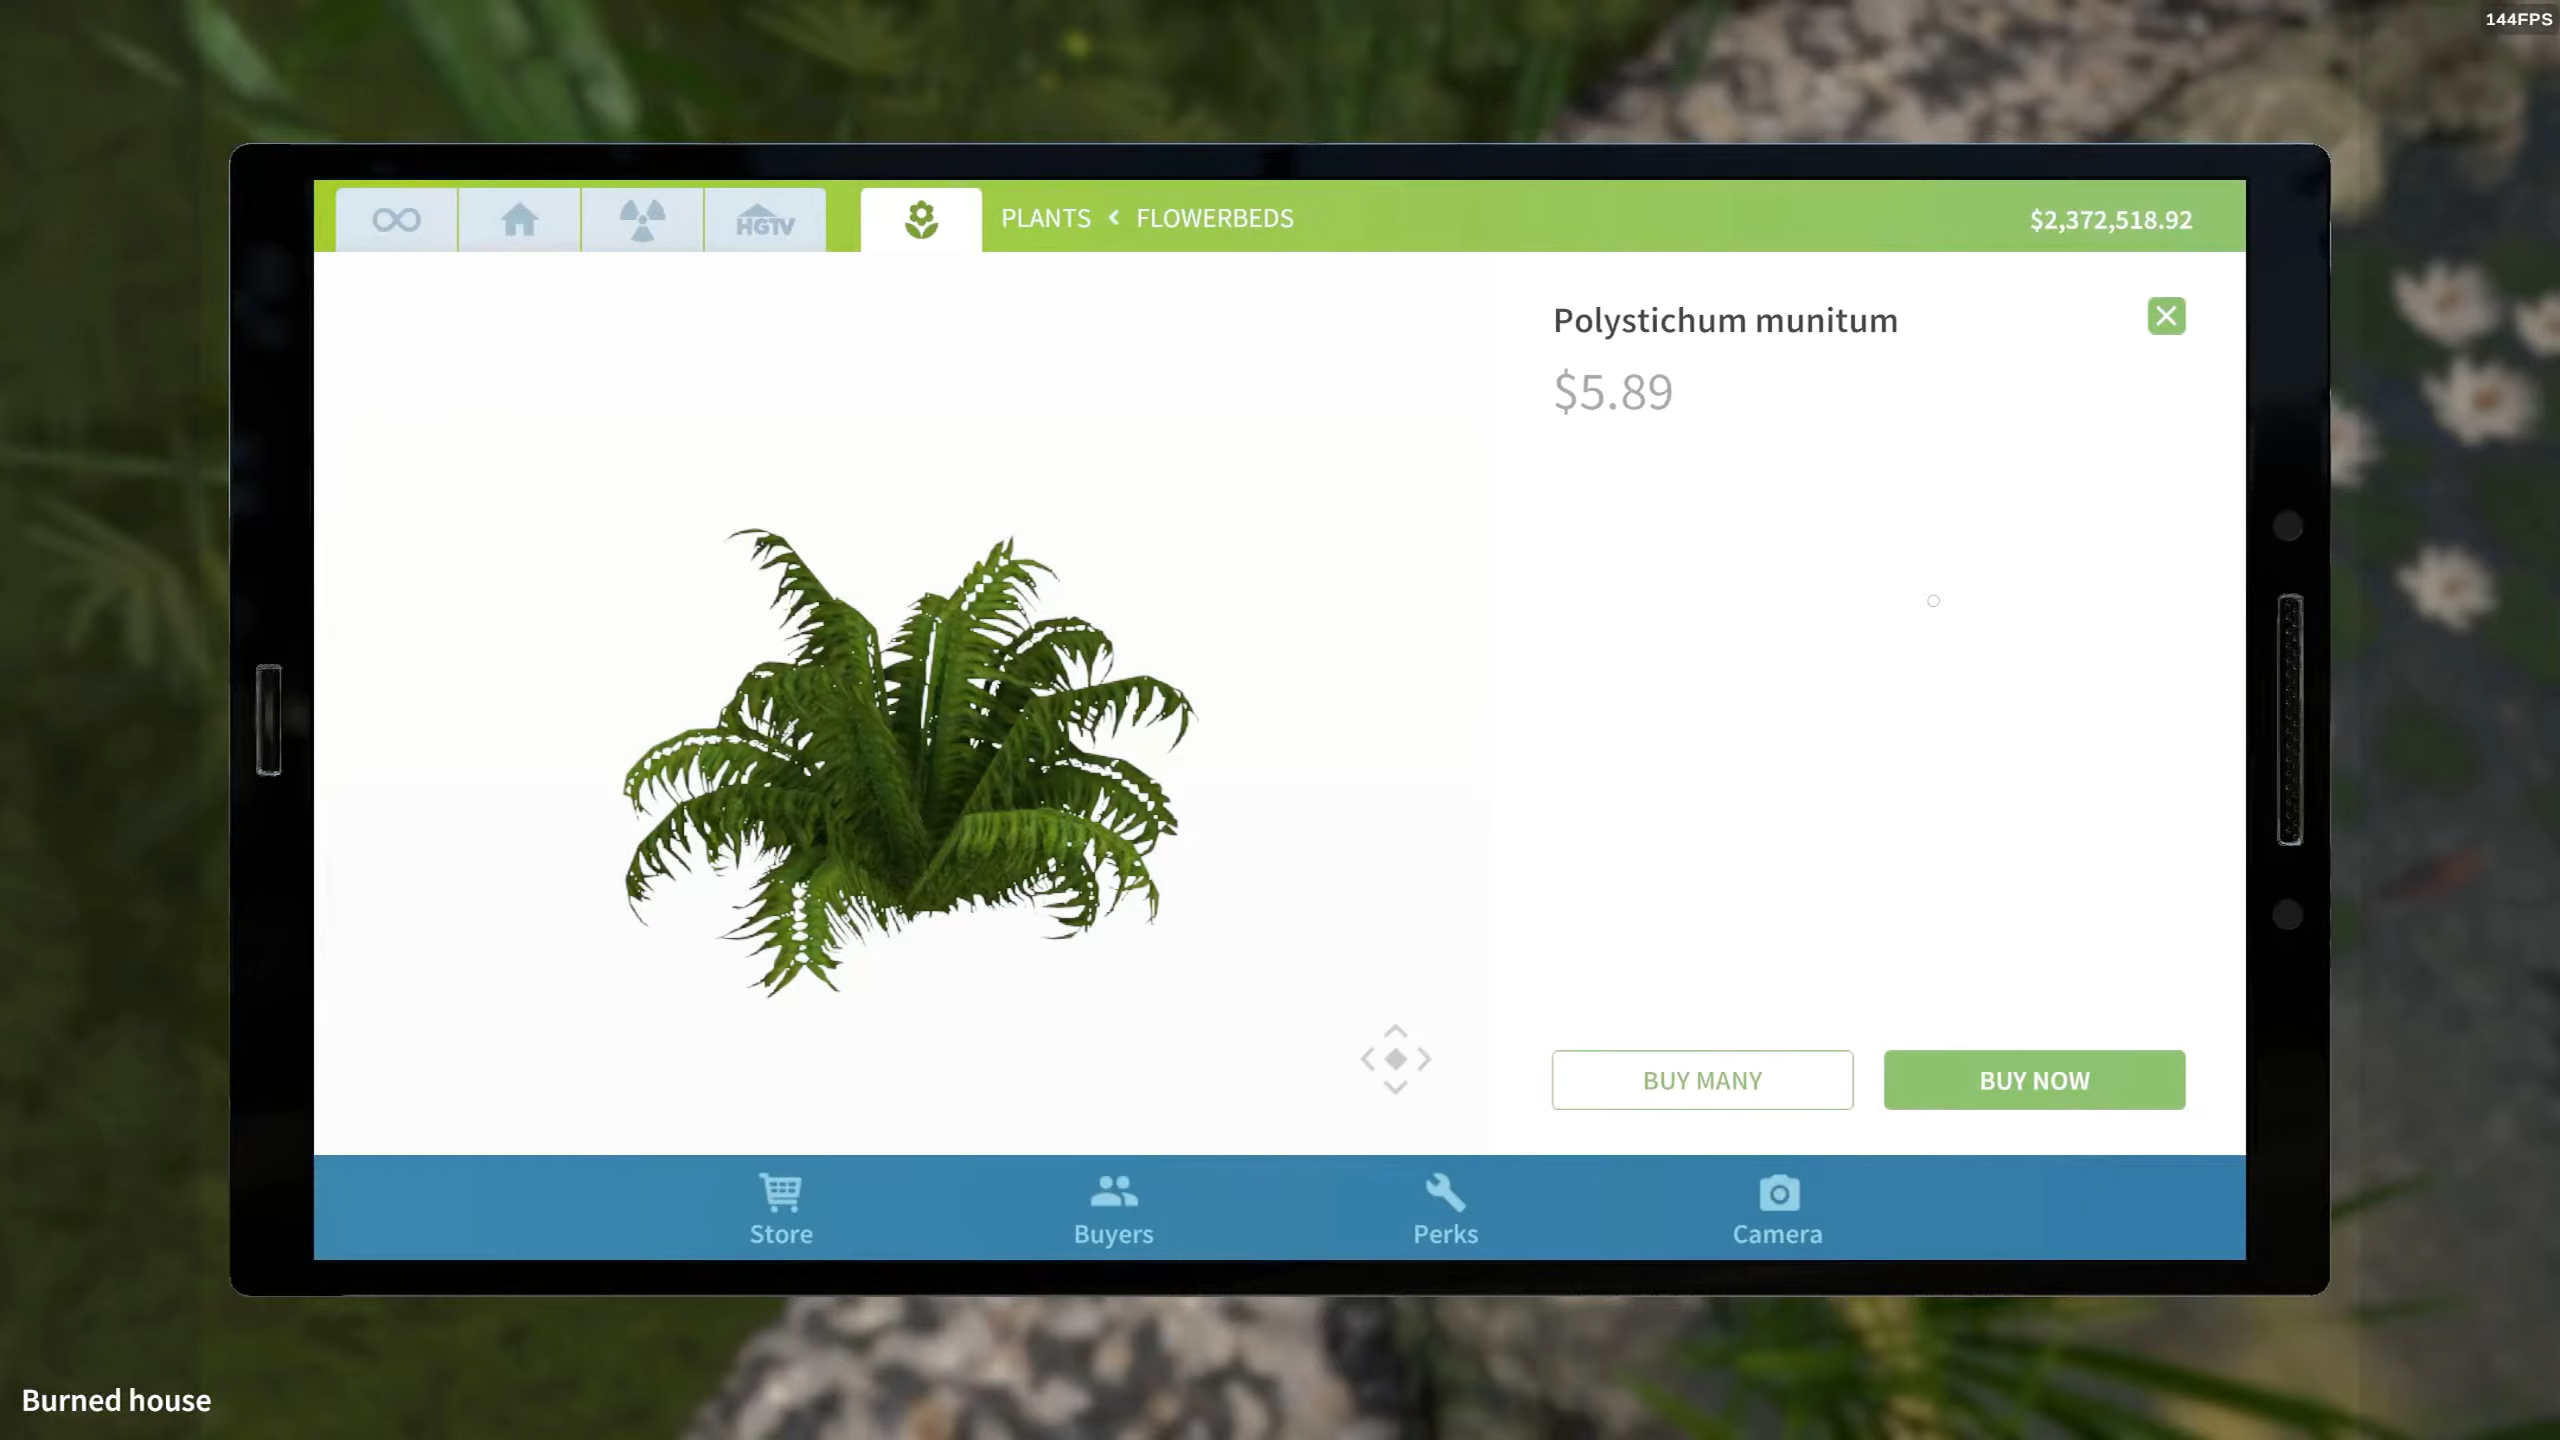 144FPS
HGTV
PLANTS < FLOWERBEDS
$2,372,518.92
Polystichum munitum
$5.89
BUY MANY
BUY NOW
Store
Buyers
Perks
Camera
Burned house